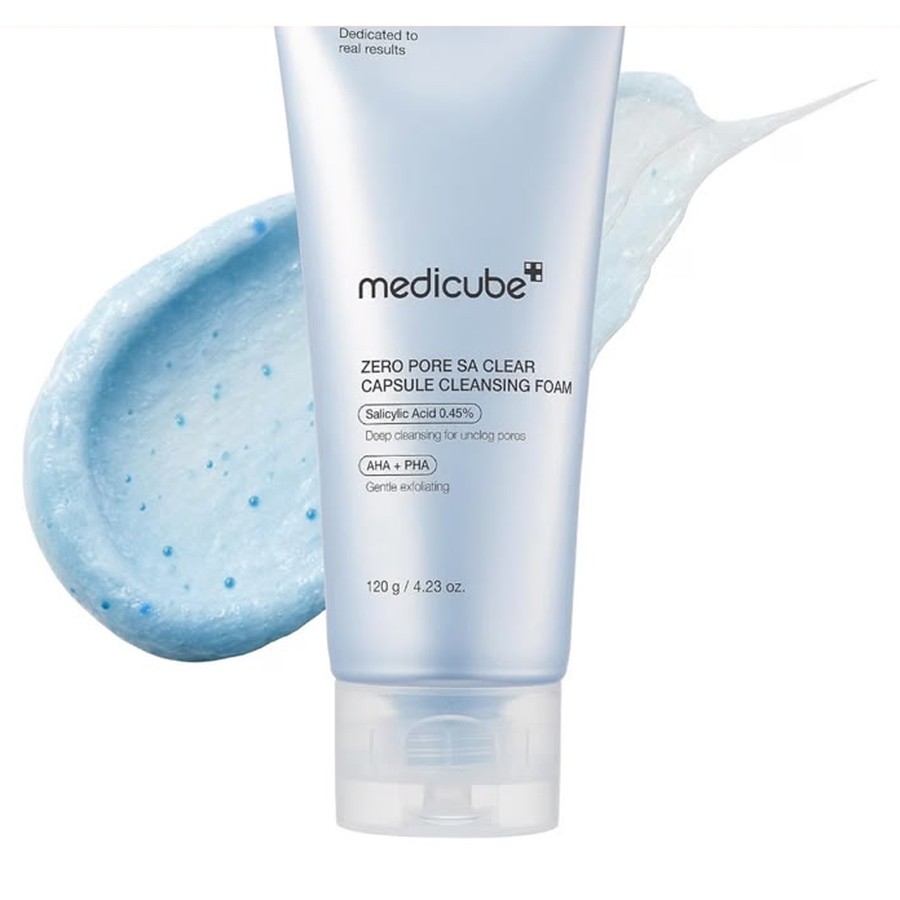 Dedicated to
real results
medicube
ZERO PORE SA CLEAR
CAPSULE CLEANSING FOAM
Salicylic Acid 0.45%
Deep cleansing for unclog pores
AHA + PHA
Gentle exfoliating
120 g / 4.23 oz.